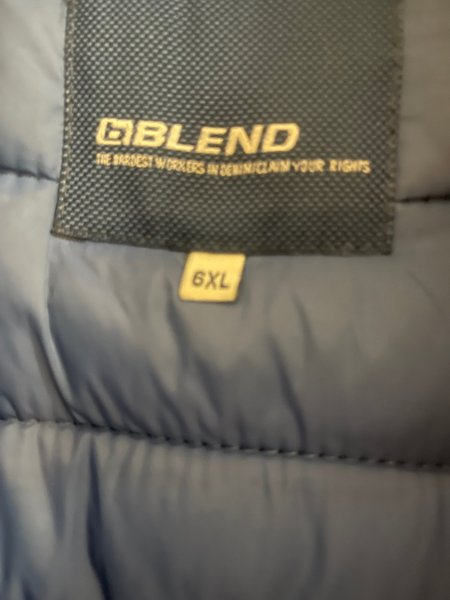 BLEND
THE HARDEST WORKERS IN DENIM/CLAIM YOUR RIGHTS
6XL